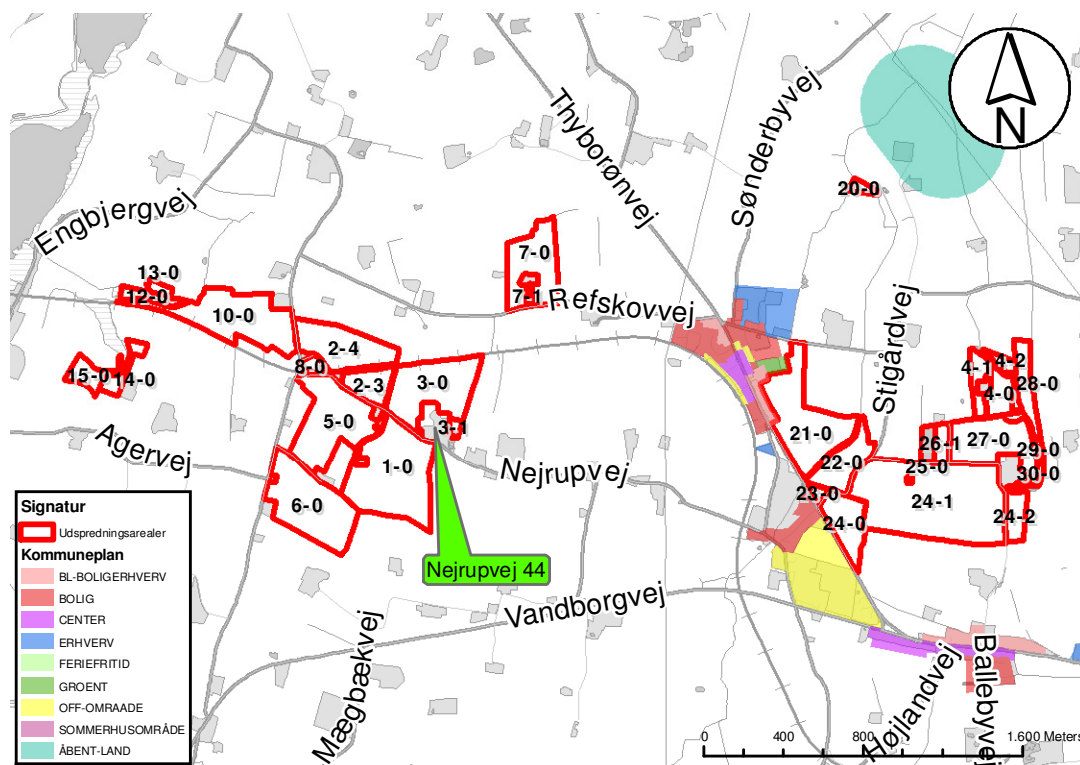 N
Thyborønvej
Sønderbyvej
20-0
Engbjergvej
7-0
13-0
12-0
7-1
Refskovvej
10-0
Stigårdvej
2-4
4-2
4-1
8-0
15-0
14-0
2-3
3-0
28-0
4-0
5-0
3-1
21-0
26-1
27-0
29-0
Agervej
1-0
Nejrupvej
22-0
25-0
30-0
6-0
23-0
24-1
24-0
24-2
Nejrupvej 44
Signatur
Udspredningsarealer
Kommuneplan
BL-BOLIGERHVERV
BOLIG
CENTER
ERHVERV
FERIEFRITID
GROENT
OFF-OMRAADE
SOMMERHUSOMRÅDE
ÅBENT-LAND
Vandborgvej
Mægbækvej
Højlandvej
Ballebyvej
0 400 800 1.600 Meters